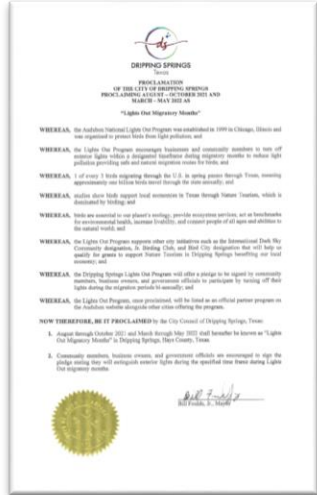 ds
DRIPPING SPRINGS
Texas
PROCLAMATION
OF THE CITY OF DRIPPING SPRINGS
PROCLAIMING AUGUST – OCTOBER 2021 AND
MARCH – MAY 2022 AS
"Lights Out Migratory Months"
WHEREAS, the Audubon National Lights Out Program was established in 1999 in Chicago, Illinois and
was organized to protect birds from light pollution; and
WHEREAS, the Lights Out Program encourages businesses and community members to turn off
exterior lights within a designated timeframe during migratory months to reduce light
pollution providing safe and natural migration routes for birds; and
WHEREAS, 1 of every 3 birds migrating through the U.S. in spring passes through Texas, meaning
approximately one billion birds travel through the state annually; and
WHEREAS, studies show birds support local economies in Texas through Nature Tourism, which is
dominated by birding; and
WHEREAS, birds are essential to our planet's ecology, provide ecosystem services, act as benchmarks
for environmental health, increase livability, and connect people of all ages and abilities to
the natural world; and
WHEREAS, the Lights Out Program supports other city initiatives such as the International Dark Sky
Community designation, Jr. Birding Club, and Bird City designation that will help us
qualify for grants to support Nature Tourism in Dripping Springs benefiting our local
economy; and
WHEREAS, the Dripping Springs Lights Out Program will offer a pledge to be signed by community
members, business owners, and government officials to participate by turning off their
lights during the migration periods bi-annually; and
WHEREAS, the Lights Out Program, once proclaimed, will be listed as an official partner program on
the Audubon website alongside other cities offering the program.
NOW THEREFORE, BE IT PROCLAIMED by the City Council of Dripping Springs, Texas:
1. August through October 2021 and March through May 2022 shall hereafter be known as "Lights
Out Migratory Months" in Dripping Springs, Hays County, Texas.
2. Community members, business owners, and government officials are encouraged to sign the
pledge stating they will extinguish exterior lights during the specified time frame during Lights
Out migratory months.
Bill Foulds, Jr., Mayor